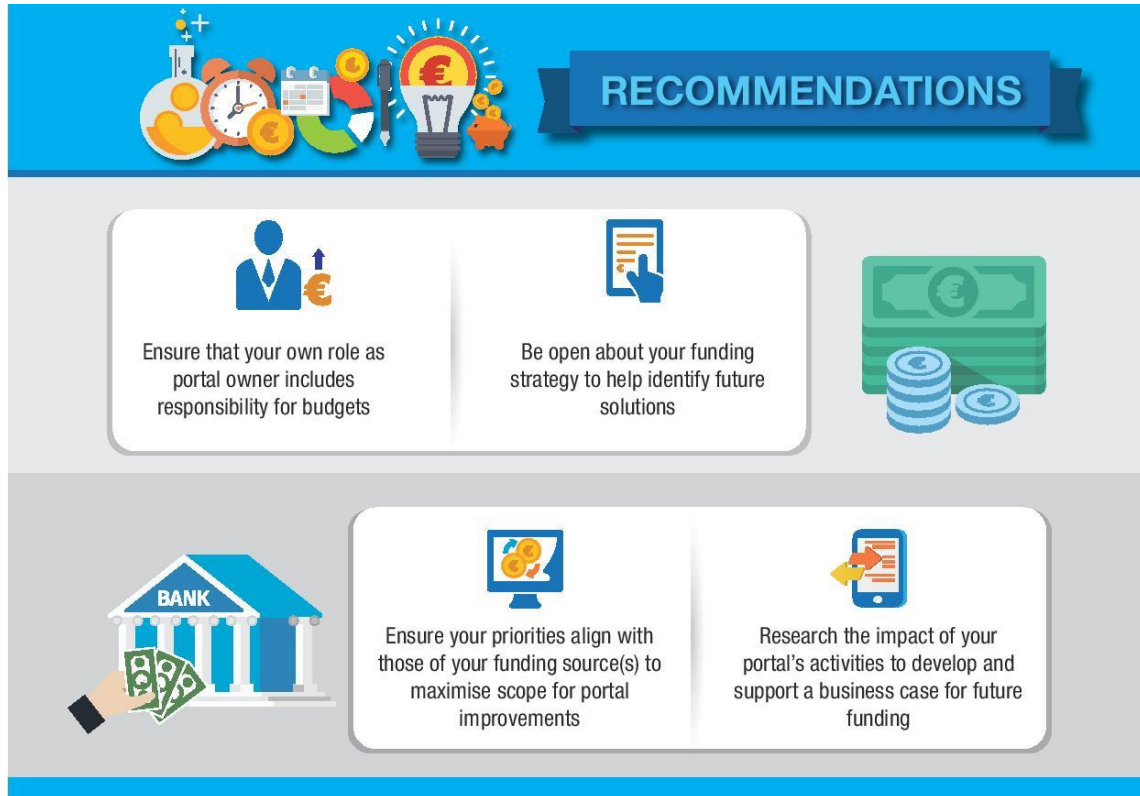 RECOMMENDATIONS
Ensure that your own role as
portal owner includes
responsibility for budgets
Be open about your funding
strategy to help identify future
solutions
BANK
Ensure your priorities align with
those of your funding source(s) to
maximise scope for portal
improvements
Research the impact of your
portal's activities to develop and
support a business case for future
funding